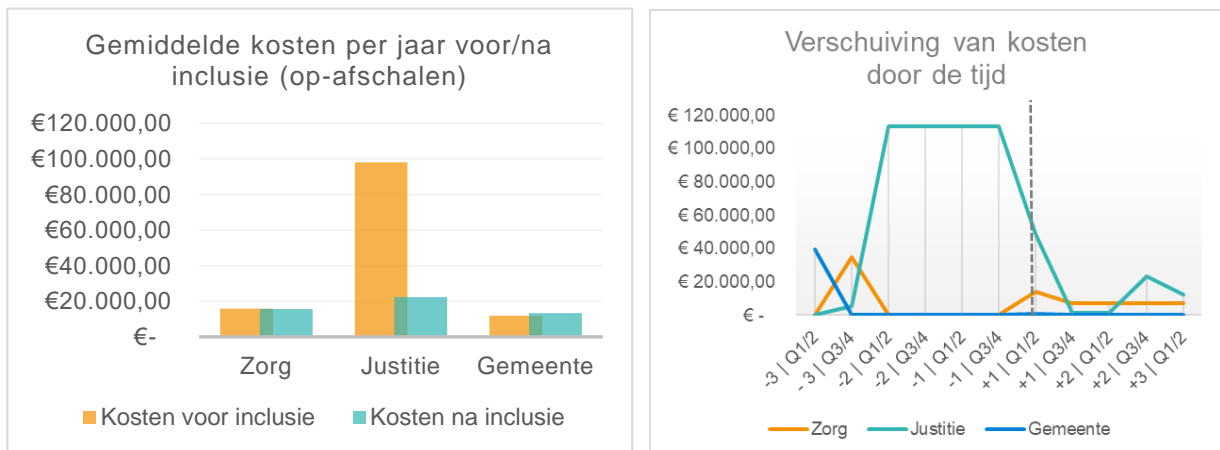 Gemiddelde kosten per jaar voor/na
inclusie (op-afschalen)
€120.000,00
€100.000,00
€80.000,00
€60.000,00
€40.000,00
€20.000,00
€-
Zorg
Justitie
Gemeente
Kosten voor inclusie
Kosten na inclusie
Verschuiving van kosten
door de tijd
€ 120.000,00
€ 100.000,00
€ 80.000,00
€ 60.000,00
€ 40.000,00
€ 20.000,00
€ -
-3 | Q1/2
- 3 | Q3/4
-2 | Q1/2
-2 | Q3/4
-1 | Q1/2
-1 | Q3/4
+1 | Q1/2
+1 | Q3/4
+2 | Q1/2
+2 | Q3/4
+3 | Q1/2
Zorg
Justitie
Gemeente